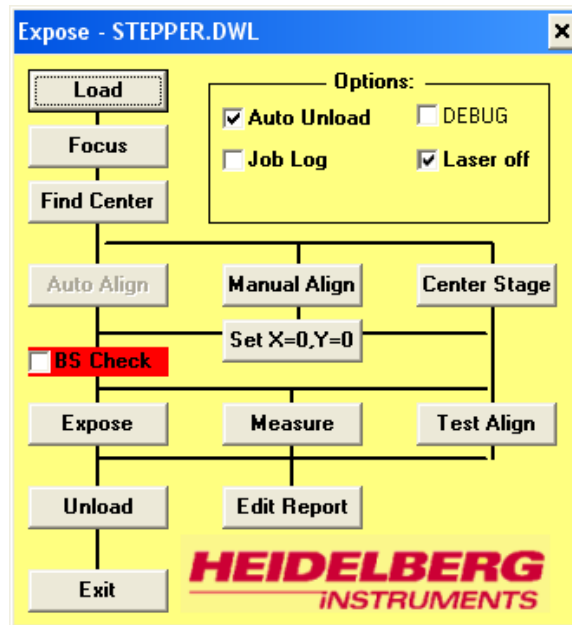 Expose - STEPPER.DWL
Load
Options:
Auto Unload
DEBUG
Focus
Job Log
Laser off
Find Center
Auto Align
Manual Align
Center Stage
Set X=0,Y=0
BS Check
Expose
Measure
Test Align
Unload
Edit Report
Exit
HEIDELBERG
iNSTRUMENTS